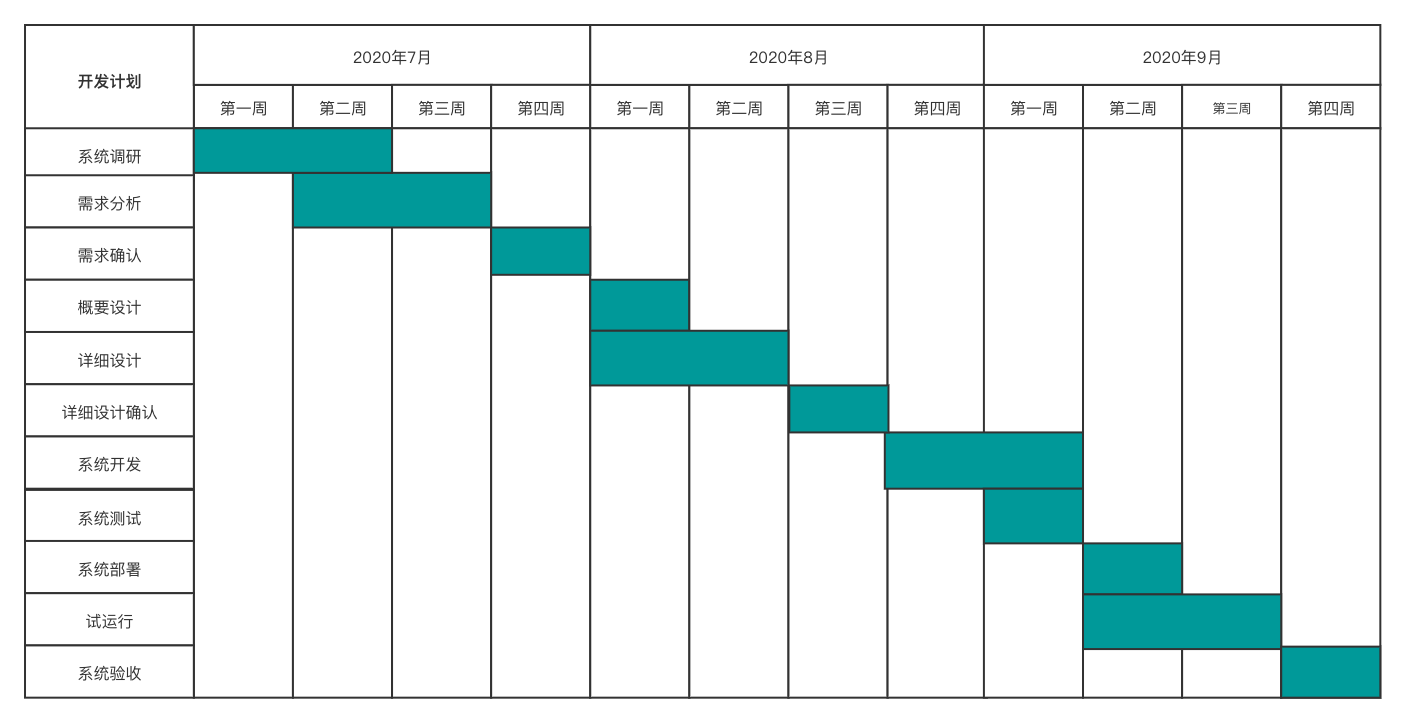 开发计划
2020年7月
2020年8月
2020年9月
第一周
第二周
第三周
第四周
第一周
第二周
第三周
第四周
第一周
第二周
第三周
第四周
系统调研
需求分析
需求确认
概要设计
详细设计
详细设计确认
系统开发
系统测试
系统部署
试运行
系统验收